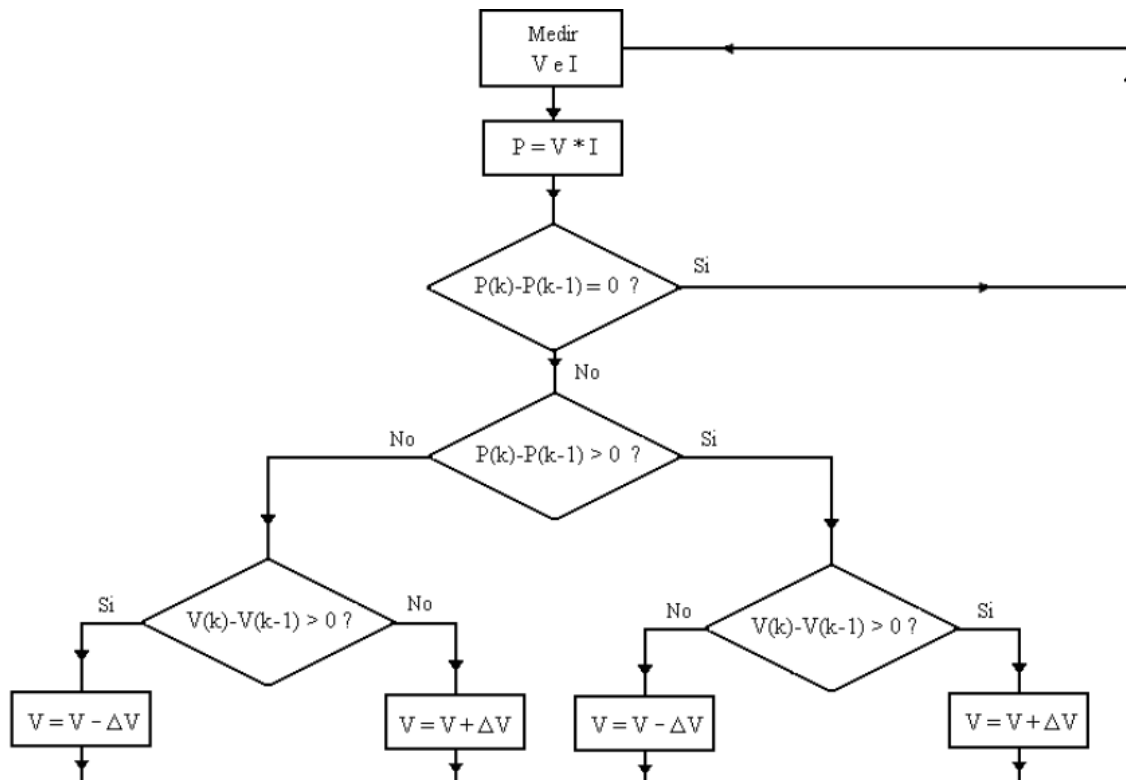 Medir
V e I
P = V * I
Si
P(k)-P(k-1) = 0 ?
No
No
Si
P(k)-P(k-1) > 0 ?
Si
No
V(k)-V(k-1) > 0 ?
No
Si
V(k)-V(k-1) > 0 ?
V = V − ΔV
V = V + ΔV
V = V − ΔV
V = V + ΔV